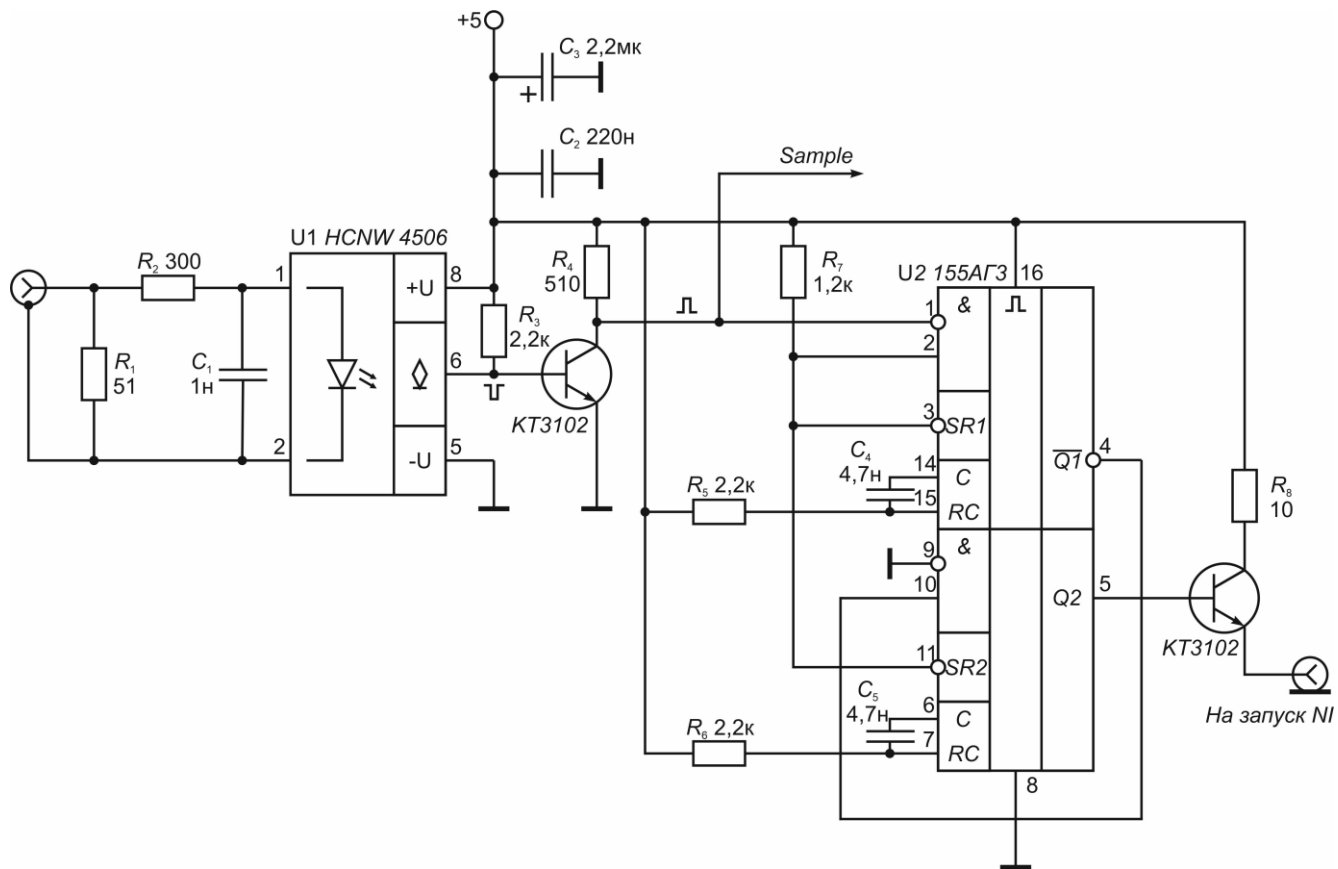 +5
C3 2,2мк
+
C2 220н
Sample
U1 HCNW 4506
R2 300
1
8
+U
R4
510
R7
1,2к
U2 155АГ3
16
R3
2,2к
1
&
2
R1
51
C1
1н
6
КТ3102
3
SR1
2
5
-U
C4
4,7н
14
C
15
RC
Q1
4
R5 2,2к
R8
10
9
&
10
Q2
5
КТ3102
11
SR2
C5
4,7н
6
C
7
RC
R6 2,2к
8
На запуск NI